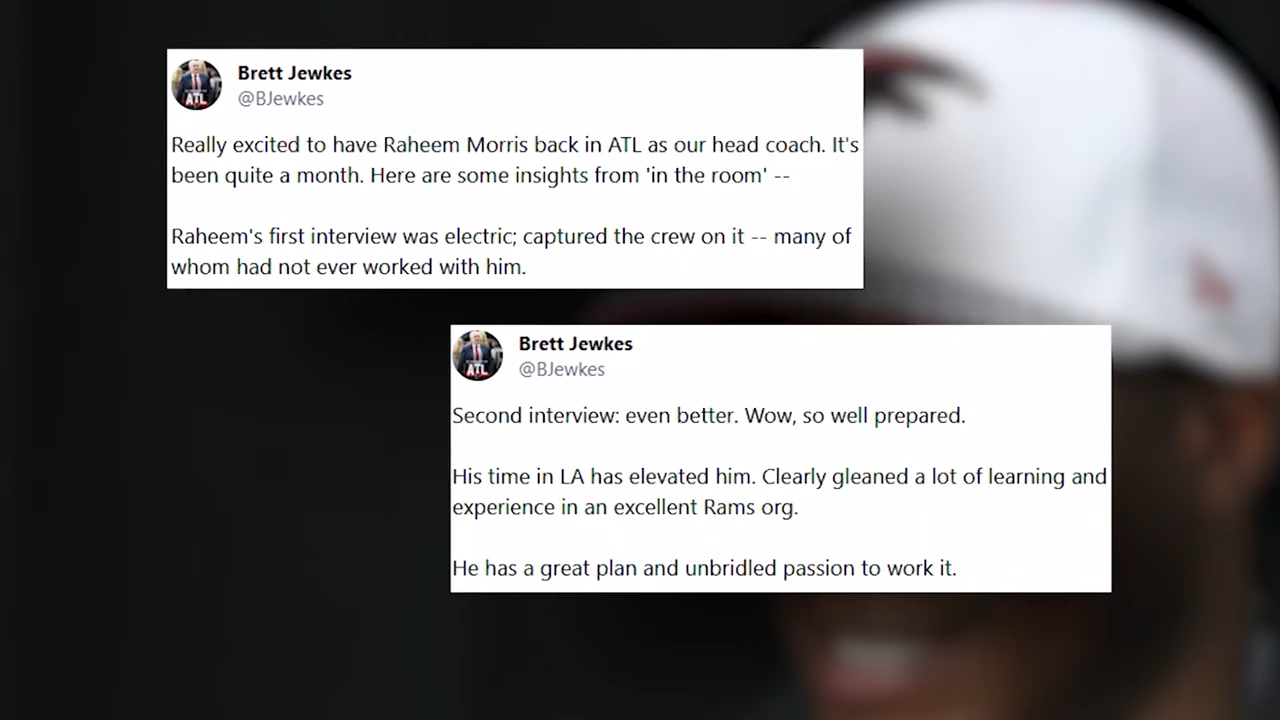 Brett Jewkes
@BJewkes
Really excited to have Raheem Morris back in ATL as our head coach. It's
been quite a month. Here are some insights from 'in the room' --
Raheem's first interview was electric; captured the crew on it -- many of
whom had not ever worked with him.
ATL
Brett Jewkes
@BJewkes
Second interview: even better. Wow, so well prepared.
His time in LA has elevated him. Clearly gleaned a lot of learning and
experience in an excellent Rams org.
He has a great plan and unbridled passion to work it.
ATL